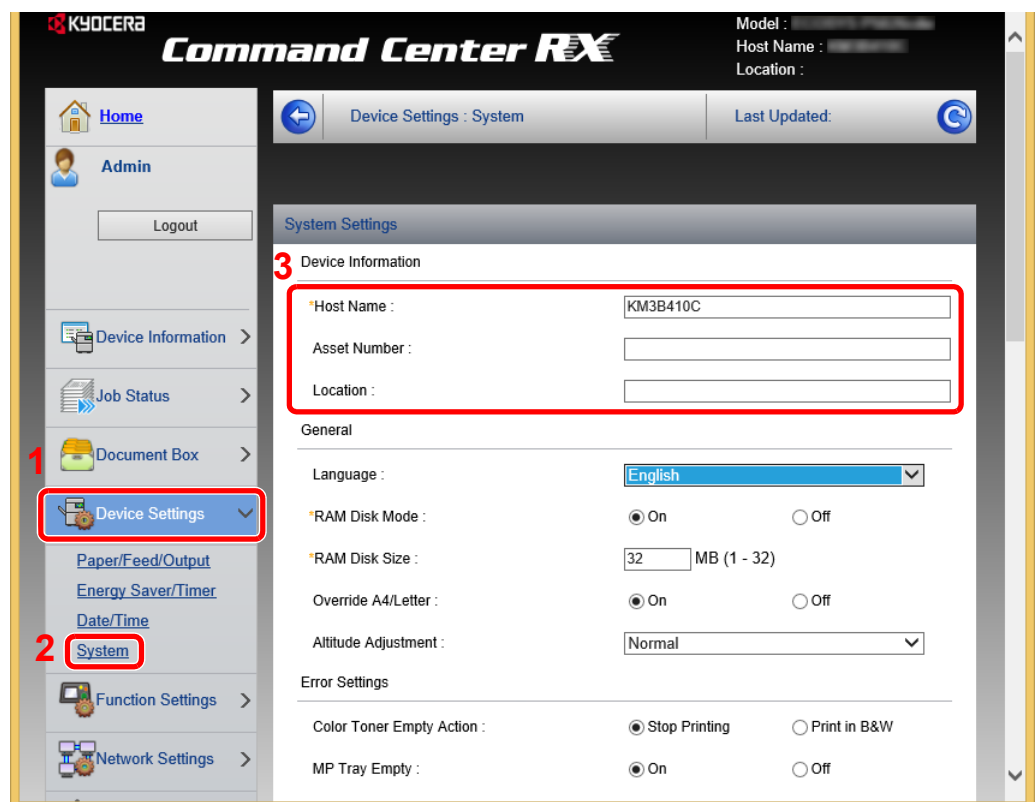 KYOCERA
Command Center RX
Model :
Host Name :
Location :
Home
Admin
Logout
Device Settings : System
Last Updated:
System Settings
3
Device Information
*Host Name :
KM3B410C
Asset Number :
Location :
General
Language :
English
*RAM Disk Mode :
On
Off
*RAM Disk Size :
32
MB (1 - 32)
Override A4/Letter :
On
Off
Altitude Adjustment :
Normal
Error Settings
Color Toner Empty Action :
Stop Printing
Print in B&W
MP Tray Empty :
On
Off
Device Information
Job Status
Document Box
1
Device Settings
Paper/Feed/Output
Energy Saver/Timer
Date/Time
2
System
Function Settings
Network Settings